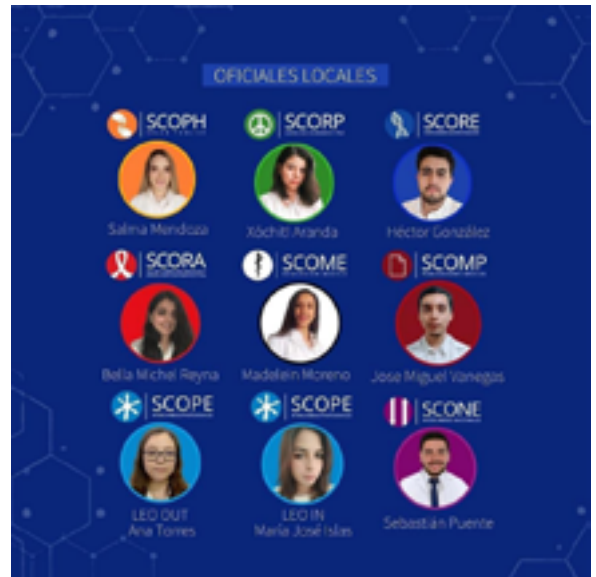 OFICIALES LOCALES
SCOPH
SCORP
SCORE
Salma Mendoza
Xóchitl Aranda
Héctor González
SCORA
SCOME
SCOMP
Bella Michel Reyna
Madelein Moreno
Jose Miguel Vanegas
SCOPE
SCOPE
SCONE
LEO OUT
Ana Torres
LEO IN
María José Islas
Sebastián Puente